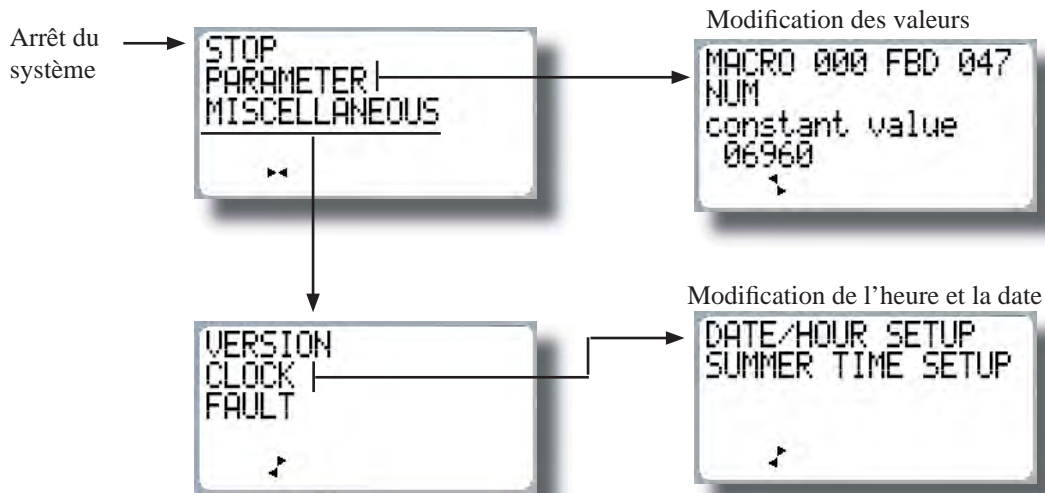 Arrêt du
système
STOP
PARAMETER
MISCELLANEOUS
Modification des valeurs
MACRO 000 FBD 047
NUM
constant value
06960
VERSION
CLOCK
FAULT
Modification de l’heure et la date
DATE/HOUR SETUP
SUMMER TIME SETUP